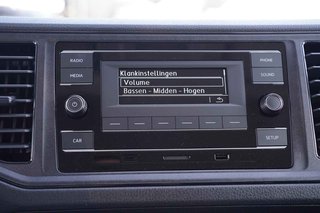 RADIO
MEDIA
Klankinstellingen
Volume
Bassen - Midden - Hogen
PHONE
SOUND
CAR
SETUP